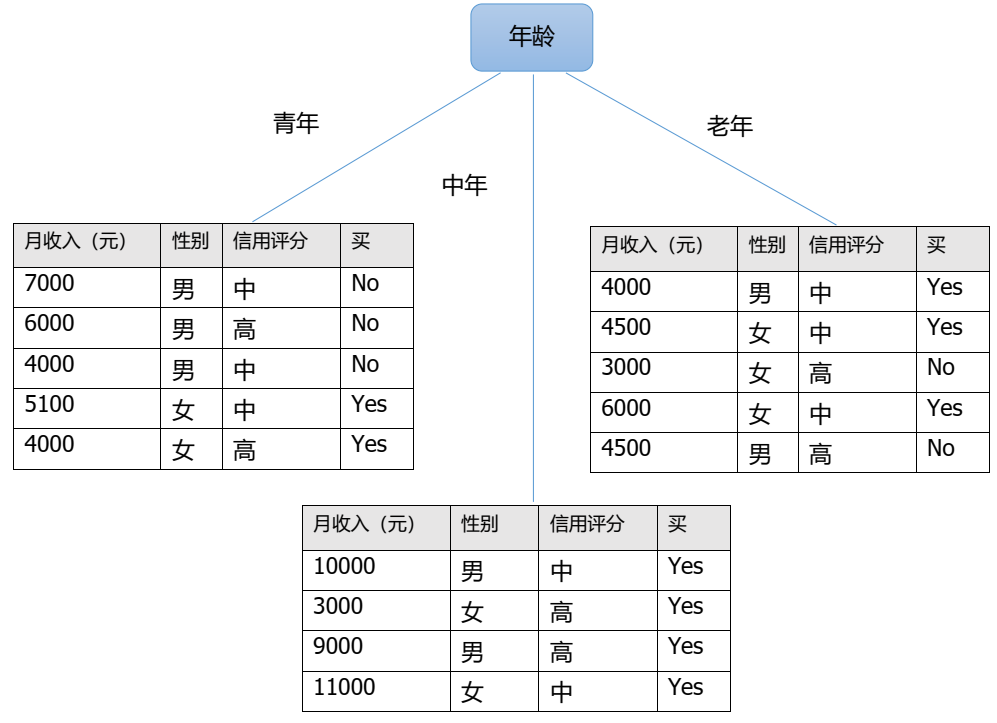 年龄
青年
老年
中年
月收入（元） 性别 信用评分 买
7000 男 中 No
6000 男 高 No
4000 男 中 No
5100 女 中 Yes
4000 女 高 Yes
月收入（元） 性别 信用评分 买
4000 男 中 Yes
4500 女 中 Yes
3000 女 高 No
6000 女 中 Yes
4500 男 高 No
月收入（元） 性别 信用评分 买
10000 男 中 Yes
3000 女 高 Yes
9000 男 高 Yes
11000 女 中 Yes